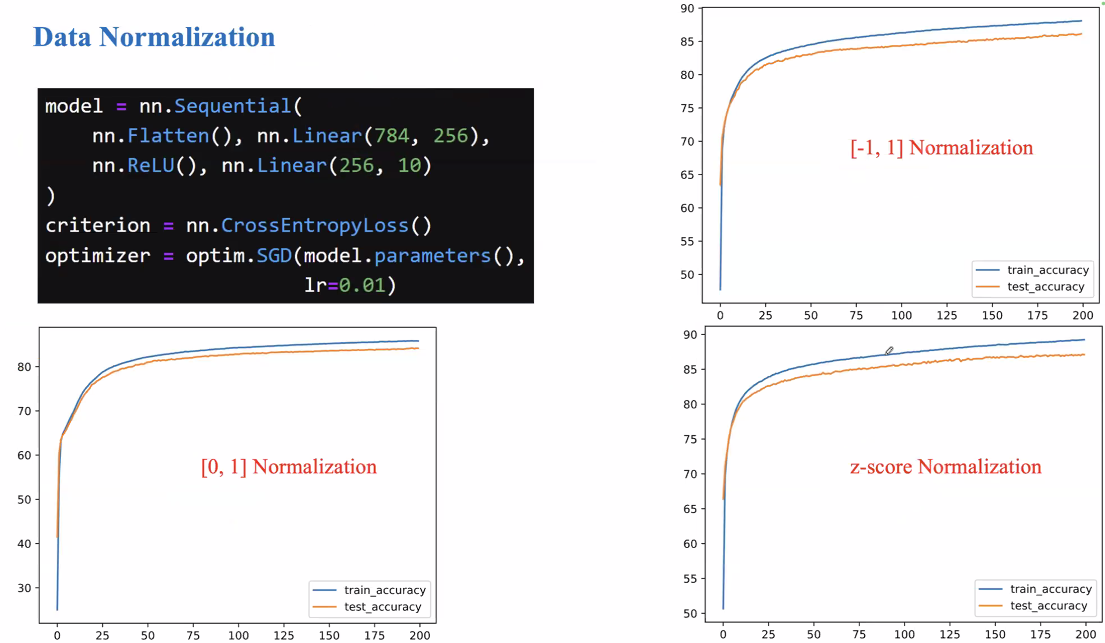 Data Normalization
model = nn.Sequential(
nn.Flatten(), nn.Linear(784, 256),
nn.ReLU(), nn.Linear(256, 10)
)
criterion = nn.CrossEntropyLoss()
optimizer = optim.SGD(model.parameters(),
lr=0.01)
90
85
80
75
70
65
60
55
50
[-1, 1] Normalization
train_accuracy
test_accuracy
0 25 50 75 100 125 150 175 200
80
70
60
50
40
30
[0, 1] Normalization
train_accuracy
test_accuracy
0 25 50 75 100 125 150 175 200
90
85
80
75
70
65
60
55
50
z-score Normalization
train_accuracy
test_accuracy
0 25 50 75 100 125 150 175 200